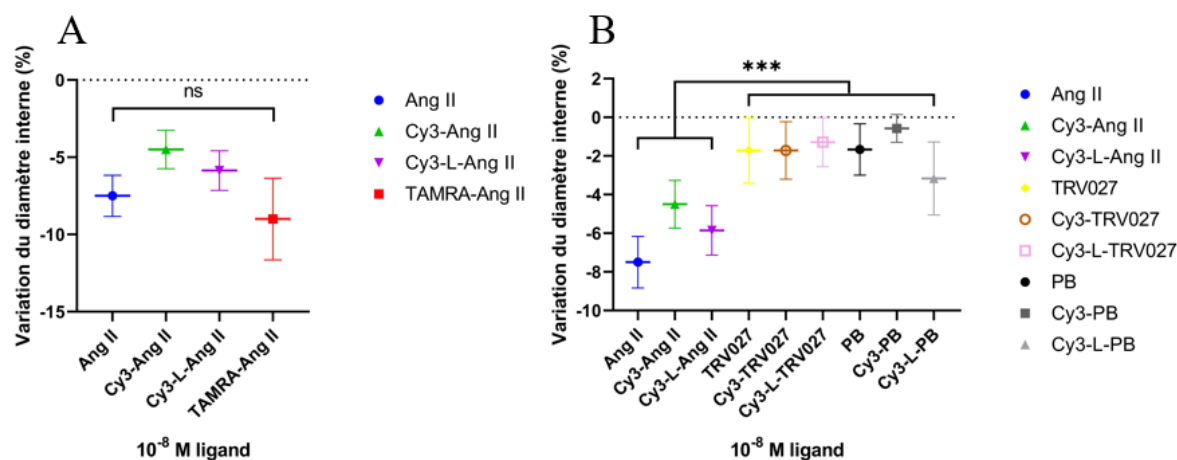 A
Variation du diamètre interne (%)
0
-5
-10
-15
ns
Ang II
Cy3-Ang II
Cy3-L-Ang II
TAMRA-Ang II
10⁻⁸ M ligand
Ang II
Cy3-Ang II
Cy3-L-Ang II
TAMRA-Ang II
B
Variation du diamètre interne (%)
2
0
-2
-4
-6
-8
-10
***
Ang II
Cy3-Ang II
Cy3-L-Ang II
TRV027
Cy3-TRV027
Cy3-L-TRV027
PB
Cy3-PB
Cy3-L-PB
10⁻⁸ M ligand
Ang II
Cy3-Ang II
Cy3-L-Ang II
TRV027
Cy3-TRV027
Cy3-L-TRV027
PB
Cy3-PB
Cy3-L-PB